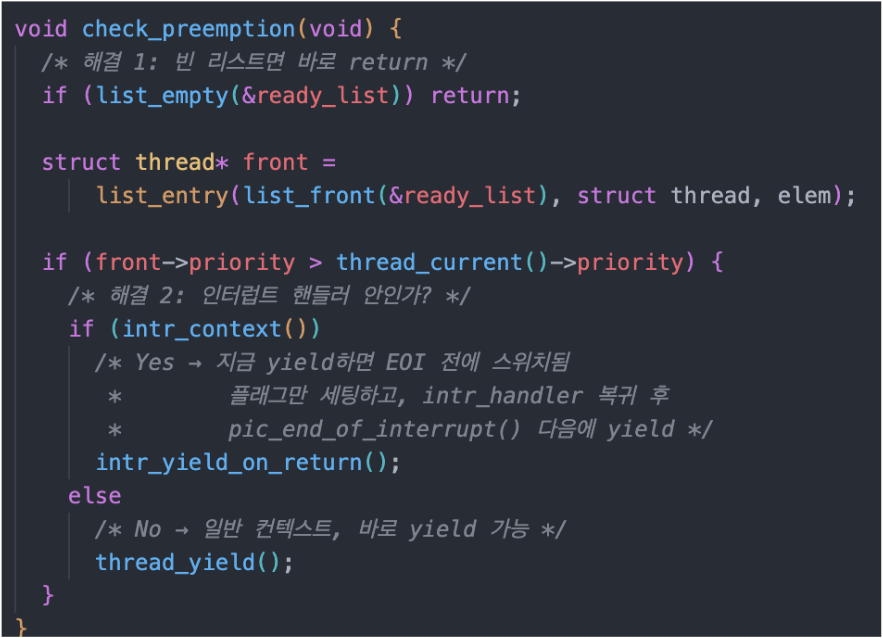 void check_preemption(void) {
/* 해결 1: 빈 리스트면 바로 return */
if (list_empty(&ready_list)) return;
struct thread* front =
list_entry(list_front(&ready_list), struct thread, elem);
if (front->priority > thread_current()->priority) {
/* 해결 2: 인터럽트 핸들러 안인가? */
if (intr_context())
/* Yes → 지금 yield하면 EOI 전에 스위치됨
* 플래그만 세팅하고, intr_handler 복귀 후
* pic_end_of_interrupt() 다음에 yield */
intr_yield_on_return();
else
/* No → 일반 컨텍스트, 바로 yield 가능 */
thread_yield();
}
}